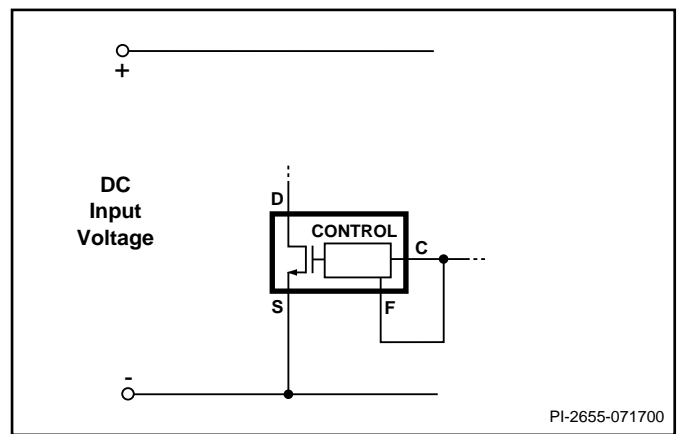 +
DC
Input
Voltage
D
CONTROL
C
S
F
-
PI-2655-071700